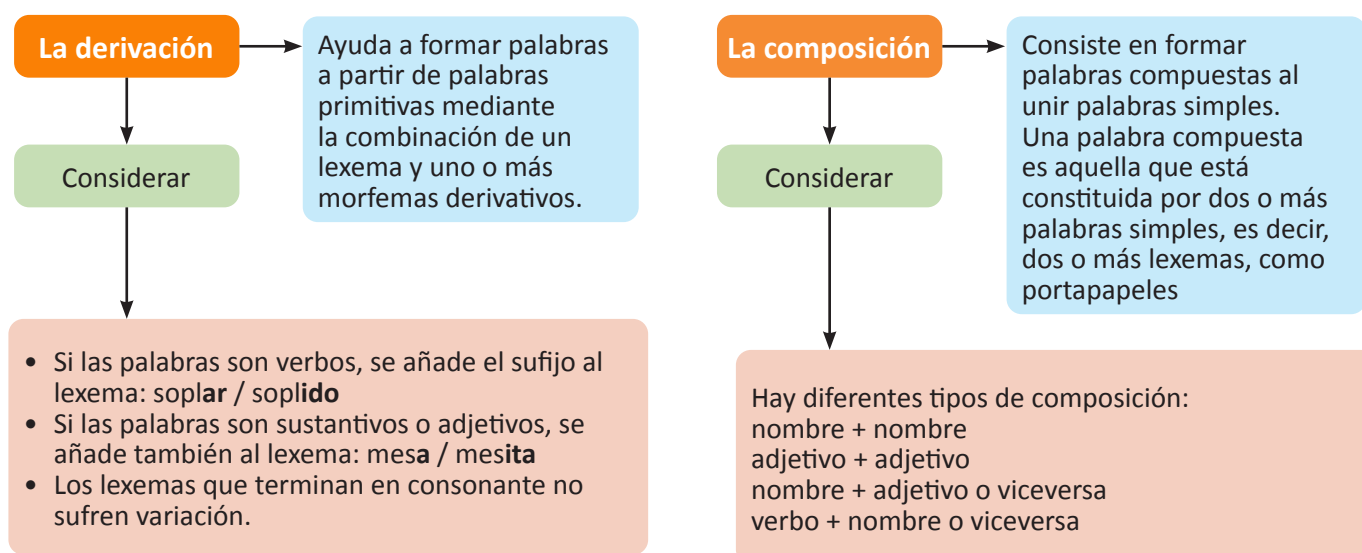 La derivación
Ayuda a formar palabras
a partir de palabras
primitivas mediante
la combinación de un
lexema y uno o más
morfemas derivativos.
Considerar
• Si las palabras son verbos, se añade el sufijo al
lexema: soplar / soplido
• Si las palabras son sustantivos o adjetivos, se
añade también al lexema: mesa / mesita
• Los lexemas que terminan en consonante no
sufren variación.
La composición
Consiste en formar
palabras compuestas al
unir palabras simples.
Una palabra compuesta
es aquella que está
constituida por dos o más
palabras simples, es decir,
dos o más lexemas, como
portapapeles
Considerar
Hay diferentes tipos de composición:
nombre + nombre
adjetivo + adjetivo
nombre + adjetivo o viceversa
verbo + nombre o viceversa